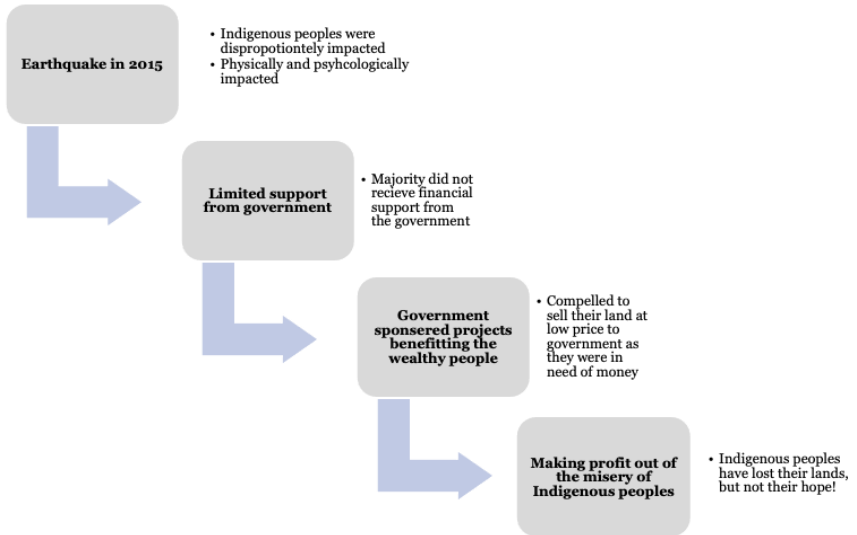 Earthquake in 2015
• Indigenous peoples were
dispropotiontely impacted
• Physically and psyhcologically
impacted
Limited support
from government
• Majority did not
recieve financial
support from
the government
Government
sponsered projects
benefitting the
wealthy people
• Compelled to
sell their land at
low price to
government as
they were in
need of money
Making profit out of
the misery of
Indigenous peoples
• Indigenous peoples
have lost their lands,
but not their hope!